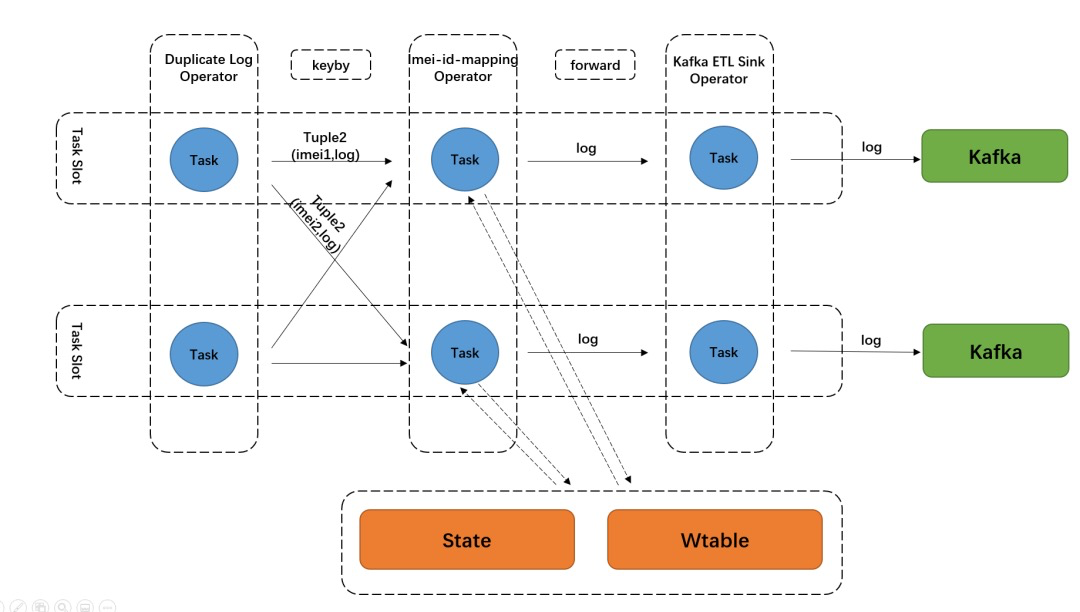 Duplicate Log
Operator
keyby
Imei-id-mapping
Operator
forward
Kafka ETL Sink
Operator
Task Slot
Task
Tuple2
(imei1,log)
Task
log
Task
log
Kafka
Tuple2
(imei2,log)
Task Slot
Task
Task
log
Task
log
Kafka
State
Wtable